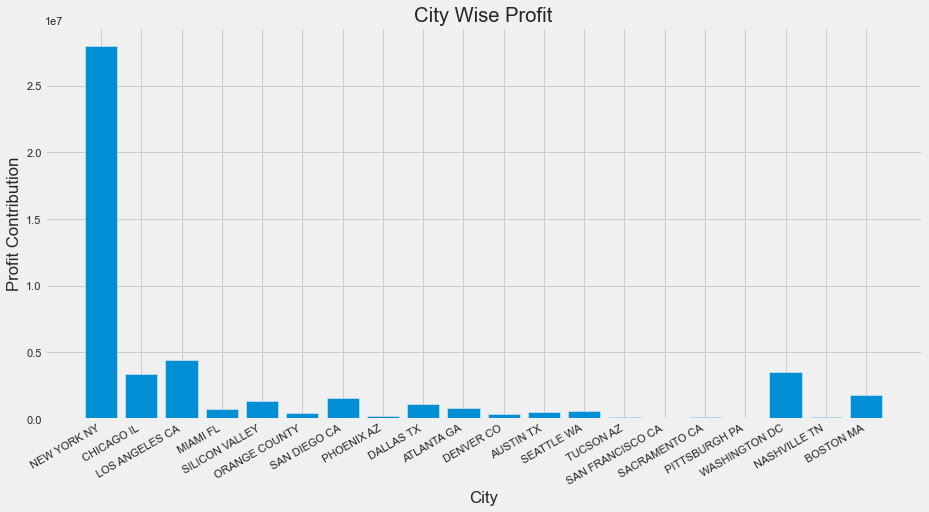 City Wise Profit
1e7
2.5
2.0
1.5
1.0
0.5
0.0
Profit Contribution
NEW YORK NY
CHICAGO IL
LOS ANGELES CA
MIAMI FL
SILICON VALLEY
ORANGE COUNTY
SAN DIEGO CA
PHOENIX AZ
DALLAS TX
ATLANTA GA
DENVER CO
AUSTIN TX
SEATTLE WA
TUCSON AZ
SAN FRANCISCO CA
SACRAMENTO CA
PITTSBURGH PA
WASHINGTON DC
NASHVILLE TN
BOSTON MA
City